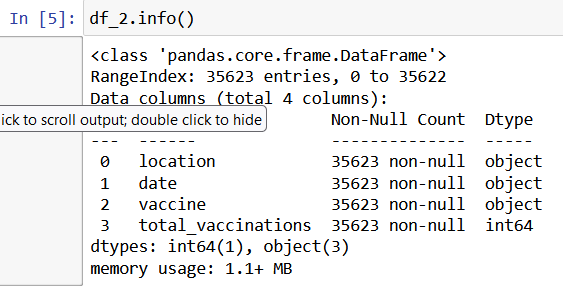 In [5]: df_2.info()
<class 'pandas.core.frame.DataFrame'>
RangeIndex: 35623 entries, 0 to 35622
Data columns (total 4 columns):
ick to scroll output; double click to hide Non-Null Count Dtype
--- ------ -------------- -----
0 location 35623 non-null object
1 date 35623 non-null object
2 vaccine 35623 non-null object
3 total_vaccinations 35623 non-null int64
dtypes: int64(1), object(3)
memory usage: 1.1+ MB